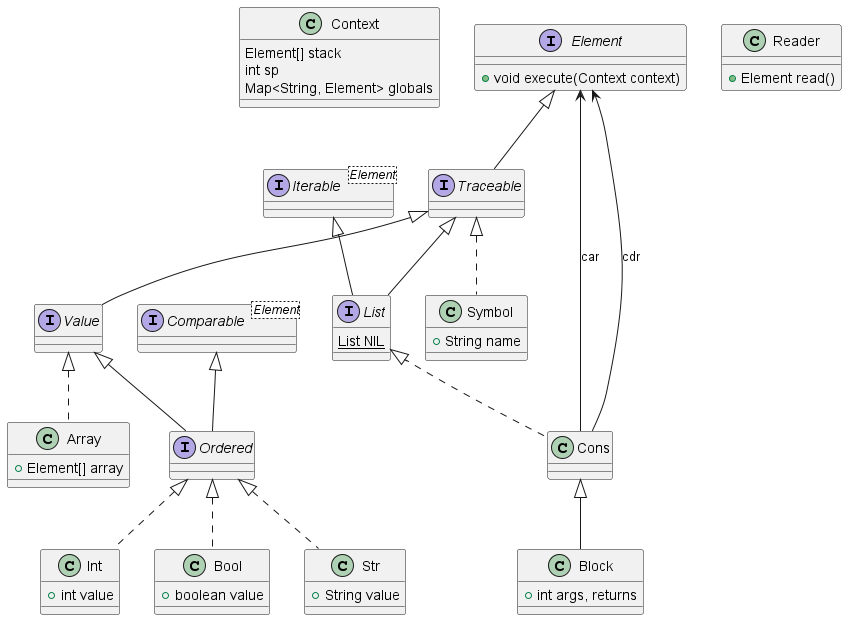 C Context
Element[] stack
int sp
Map<String, Element> globals
I Element
void execute(Context context)
C Reader
Element read()
I Iterable
Element
I Traceable
car
cdr
I Value
I Comparable
Element
I List
List NIL
C Symbol
String name
C Array
Element[] array
I Ordered
C Cons
C Int
int value
C Bool
boolean value
C Str
String value
C Block
int args, returns